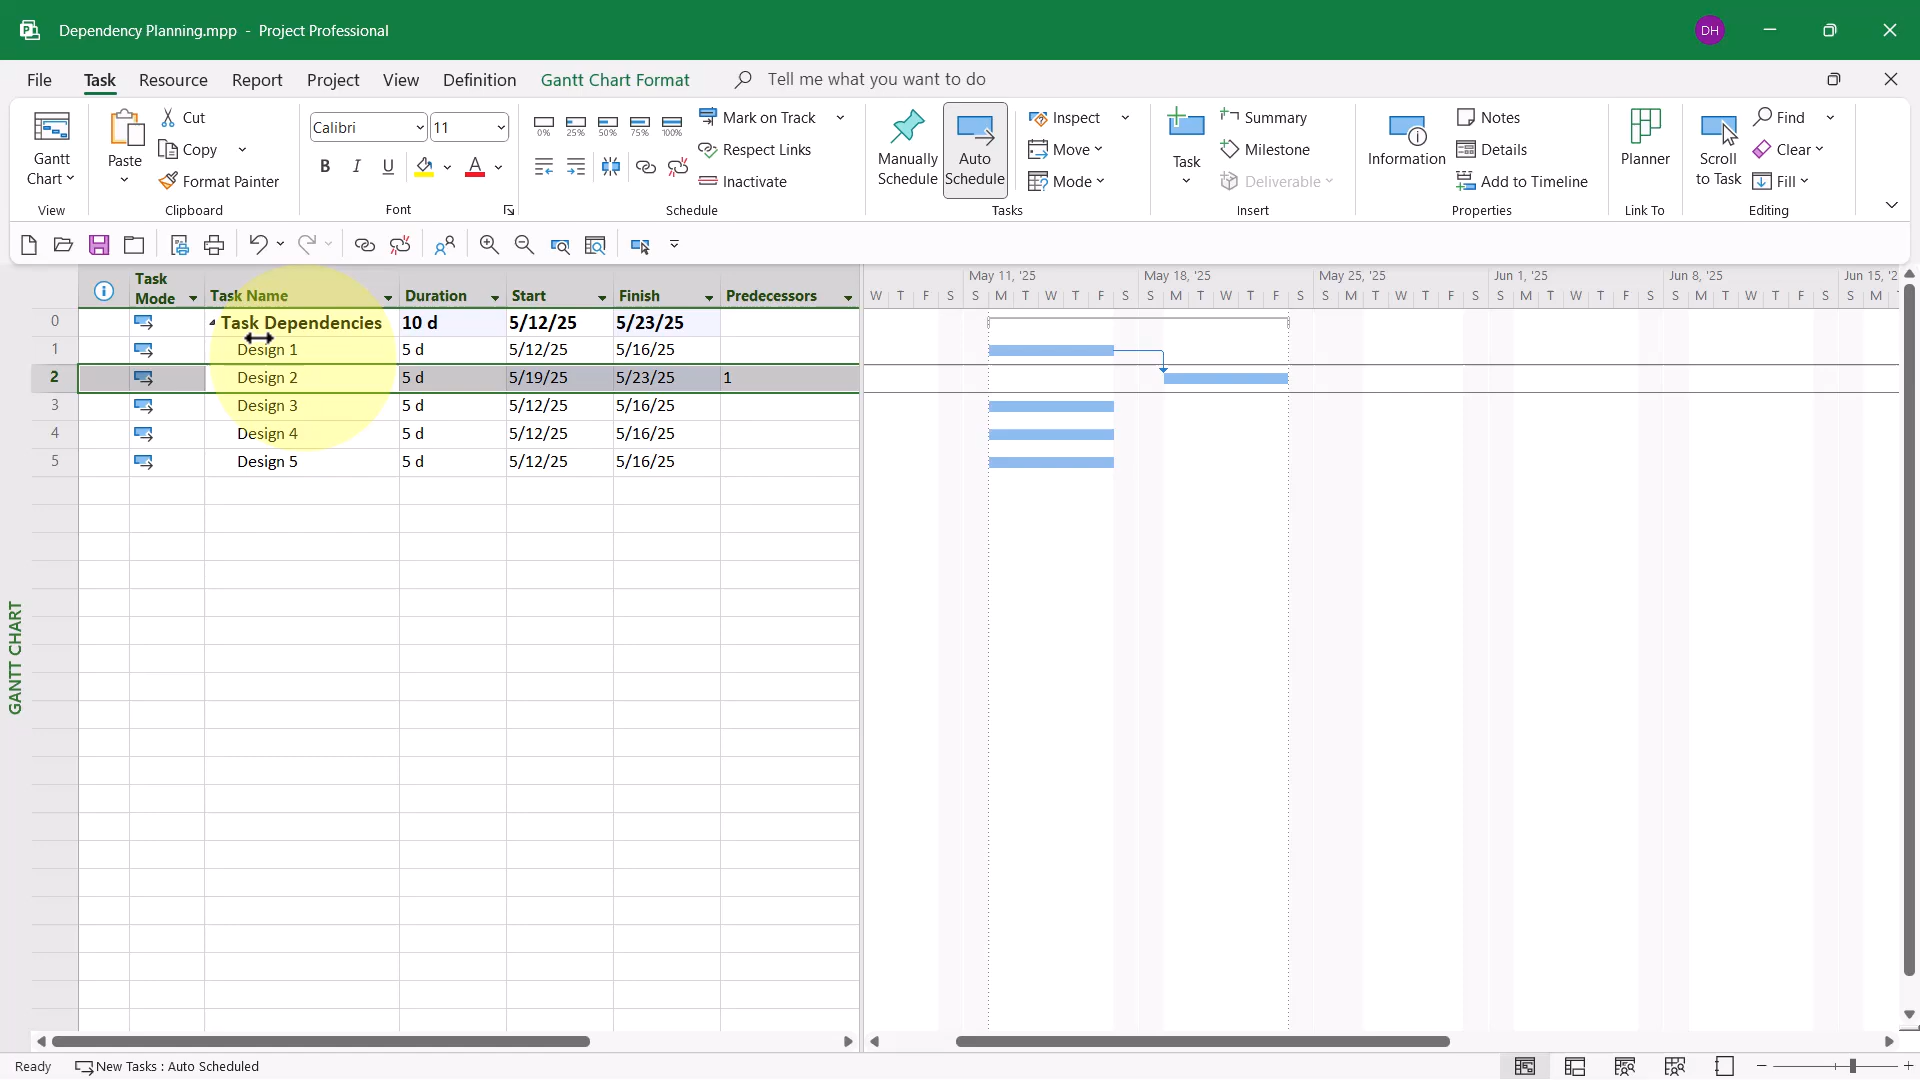 Dependency Planning.mpp - Project Professional
DH
File Task Resource Report Project View Definition Gantt Chart Format Tell me what you want to do
Gantt Chart
View
Paste
Cut
Copy
Format Painter
Clipboard
Calibri 11
B I U A
Font
0% 25% 50% 75% 100%
Mark on Track
Respect Links
Inactivate
Schedule
Manually Schedule
Auto Schedule
Inspect
Move
Mode
Tasks
Task
Summary
Milestone
Deliverable
Insert
Information
Notes
Details
Add to Timeline
Properties
Planner
Link To
Scroll to Task
Find
Clear
Fill
Editing
Task Mode Task Name Duration Start Finish Predecessors
May 11, '25 May 18, '25 May 25, '25 Jun 1, '25 Jun 8, '25 Jun 15, '2
W T F S S M T W T F S S M T W T F S S M T W T F S S M T W T F S S M T W T F S S M
0 Task Dependencies 10 d 5/12/25 5/23/25
1 Design 1 5 d 5/12/25 5/16/25
2 Design 2 5 d 5/19/25 5/23/25 1
3 Design 3 5 d 5/12/25 5/16/25
4 Design 4 5 d 5/12/25 5/16/25
5 Design 5 5 d 5/12/25 5/16/25
GANTT CHART
Ready New Tasks : Auto Scheduled